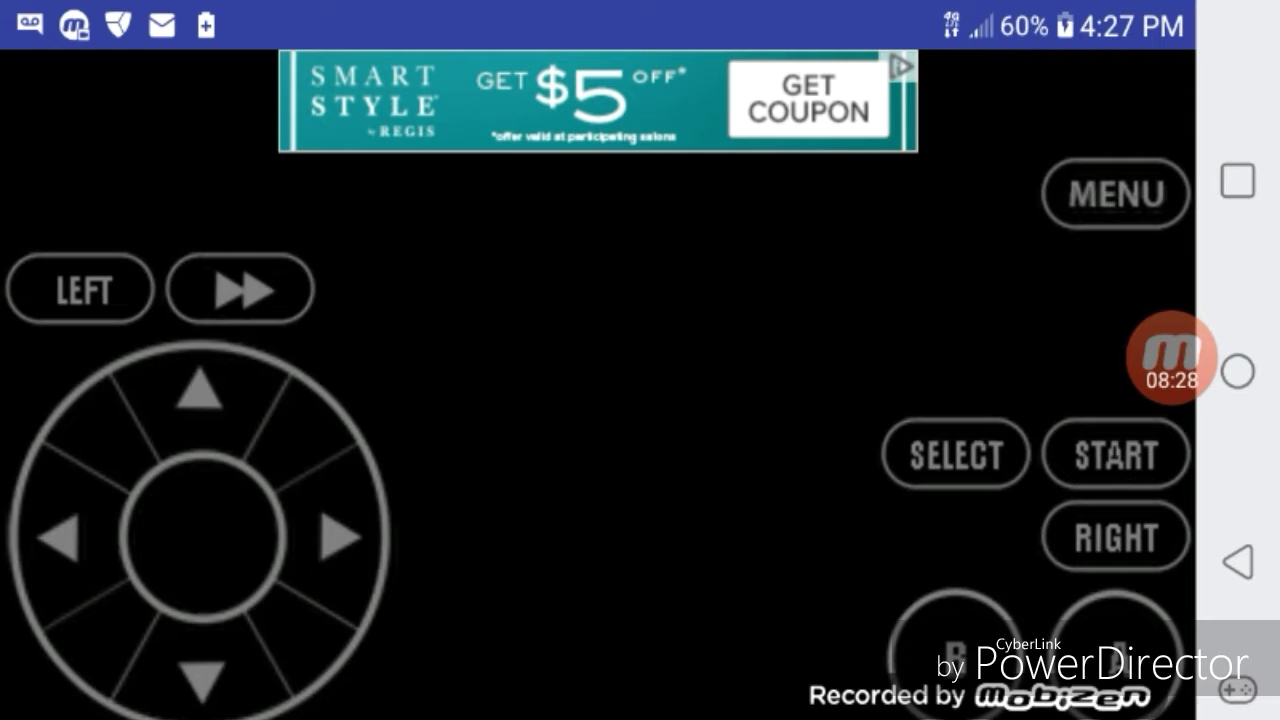 60% 4:27 PM
SMART
STYLE
by REGIS
GET $5 OFF*
*offer valid at participating salons
GET
COUPON
MENU
LEFT
08:28
SELECT
START
RIGHT
B
A
CyberLink
by PowerDirector
Recorded by mobizen